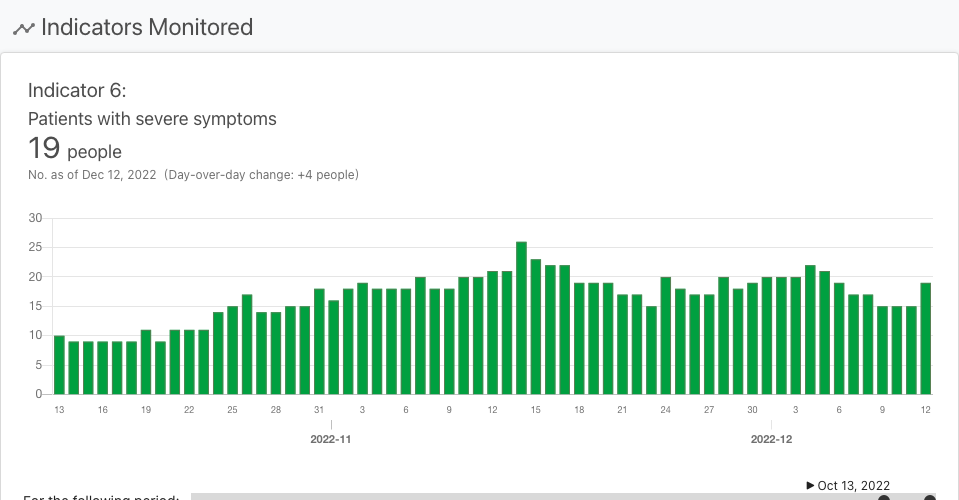 Indicators Monitored
Indicator 6:
Patients with severe symptoms
19 people
No. as of Dec 12, 2022 (Day-over-day change: +4 people)
30
25
20
15
10
5
0
13 16 19 22 25 28 31 3 6 9 12 15 18 21 24 27 30 3 6 9 12
2022-11 2022-12
Oct 13, 2022
For the following period: